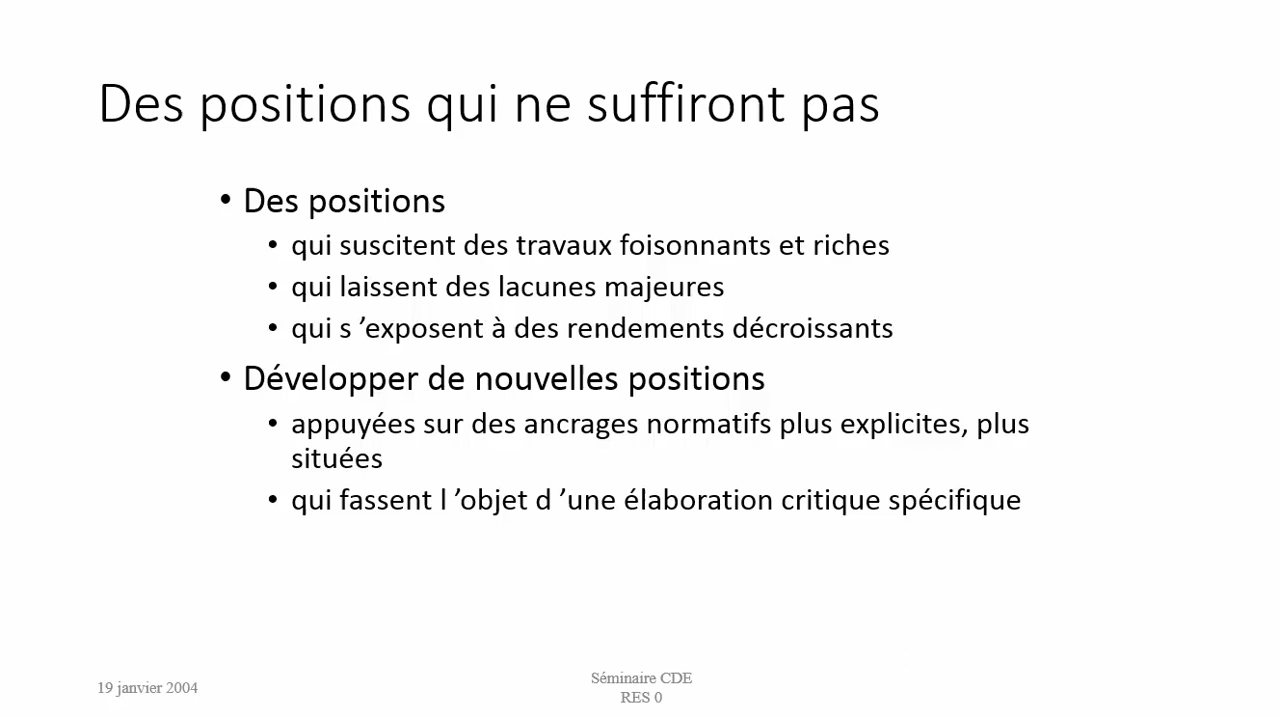 Des positions qui ne suffiront pas
• Des positions
• qui suscitent des travaux foisonnants et riches
• qui laissent des lacunes majeures
• qui s ’exposent à des rendements décroissants
• Développer de nouvelles positions
• appuyées sur des ancrages normatifs plus explicites, plus
situées
• qui fassent l ’objet d ’une élaboration critique spécifique
19 janvier 2004
Séminaire CDE
RES 0